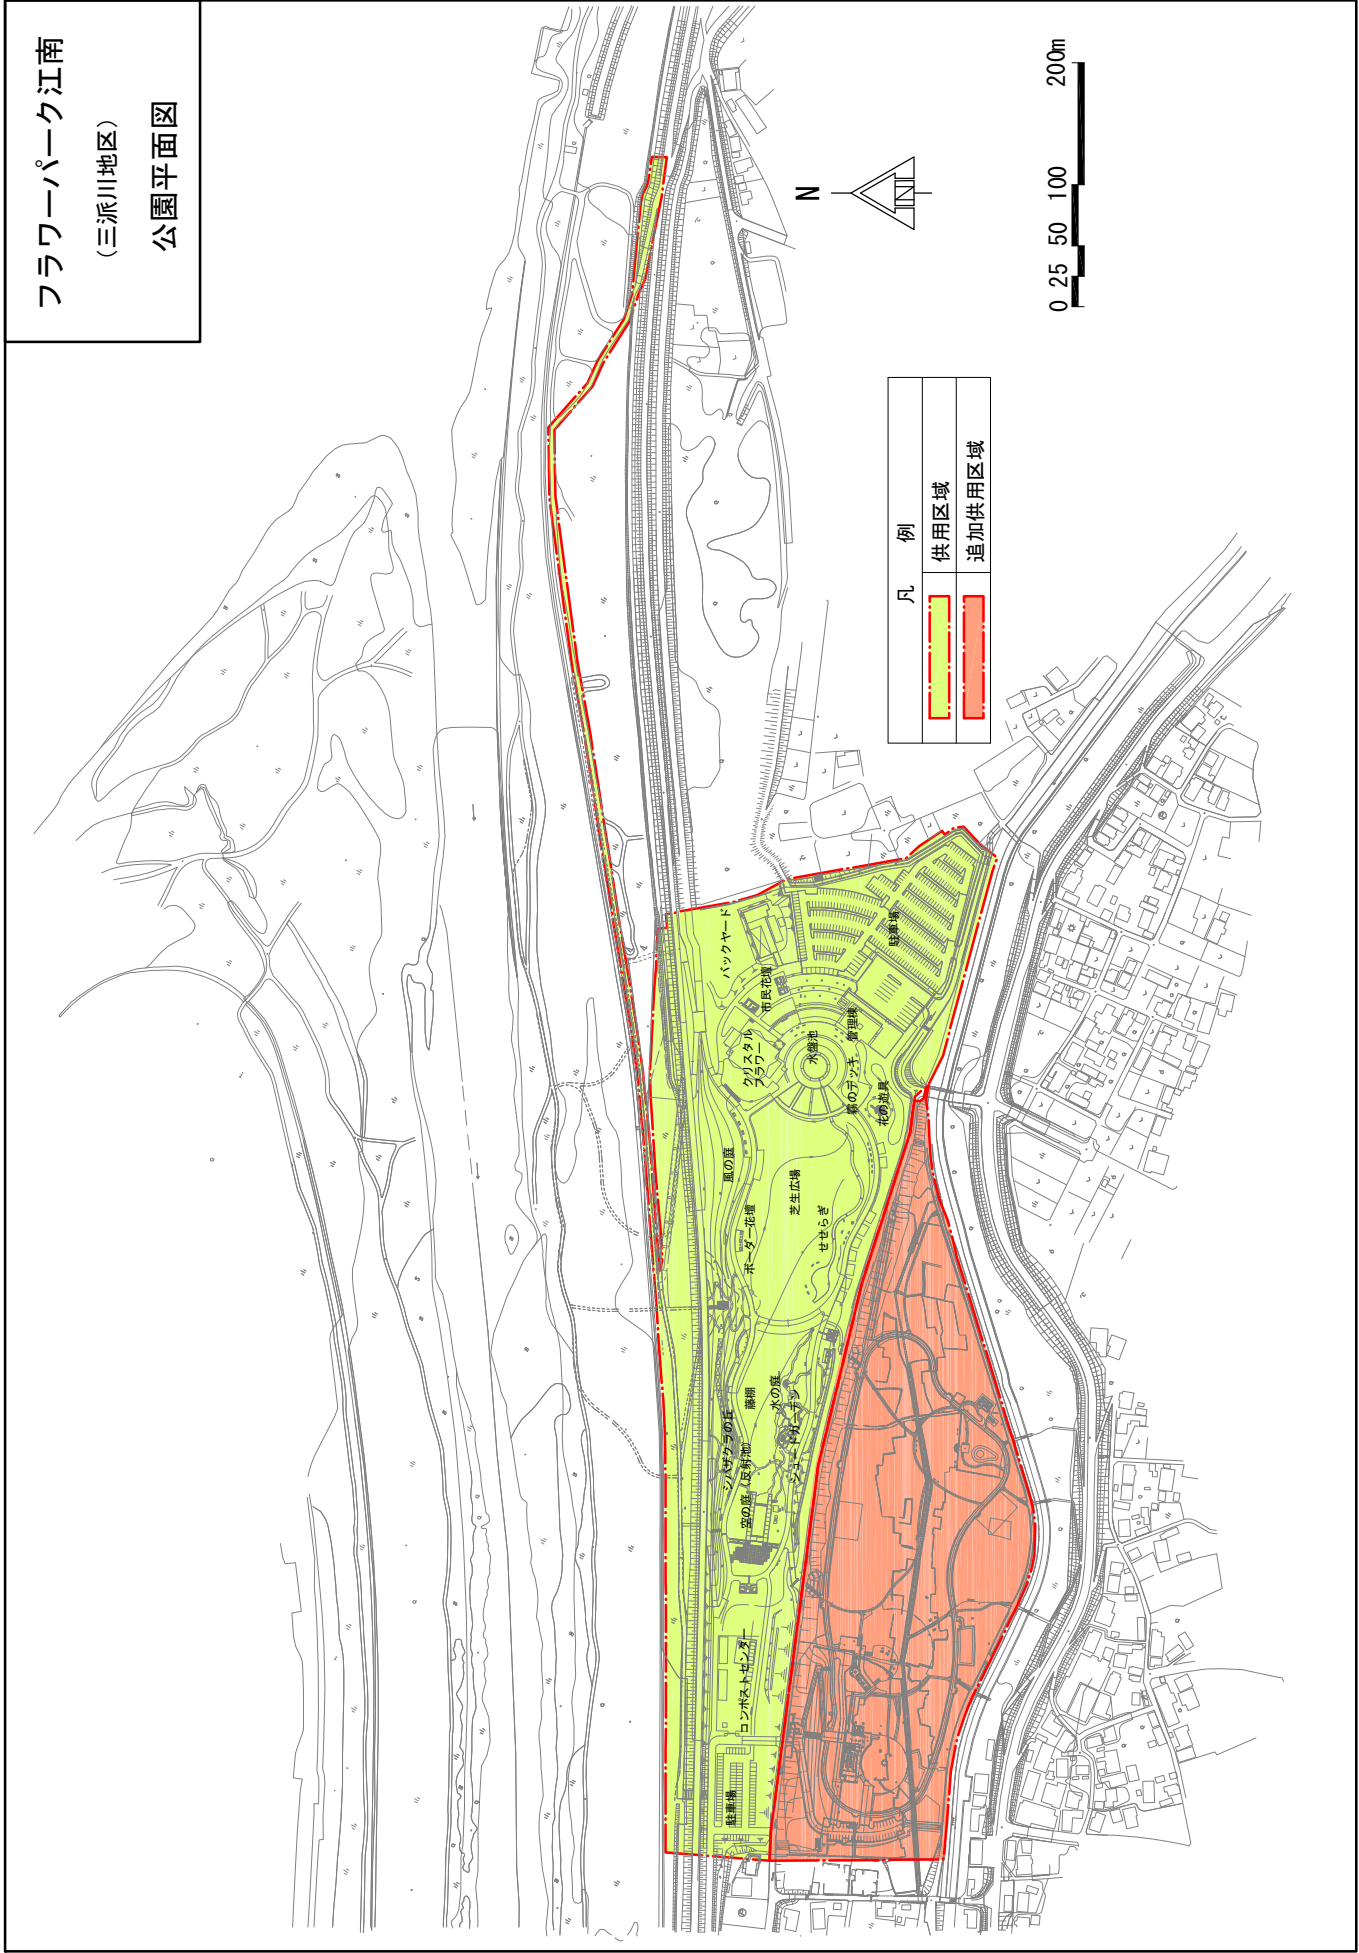 フラワーパーク江南
（三派川地区）
公園平面図
N
0 25 50 100 200m
凡例
供用区域
追加供用区域
バックヤード
市民花壇
駐車場
クリスタル
フラワー
水盤池
管理棟
霧のデッキ
花の遊具
風の庭
ボーダー花壇
芝生広場
せせらぎ
シバザクラの丘
藤棚
水の庭
空の庭（反射池）
シェードガーデン
コンポストセンター
駐車場